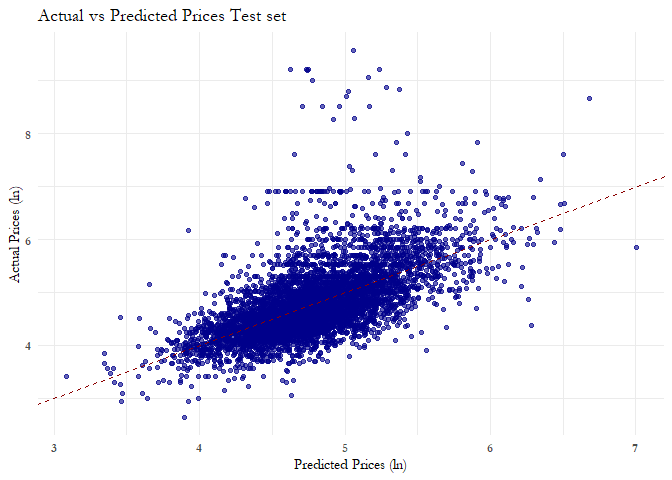 Actual vs Predicted Prices Test set
Actual Prices (ln)
8
6
4
3 4 5 6 7
Predicted Prices (ln)